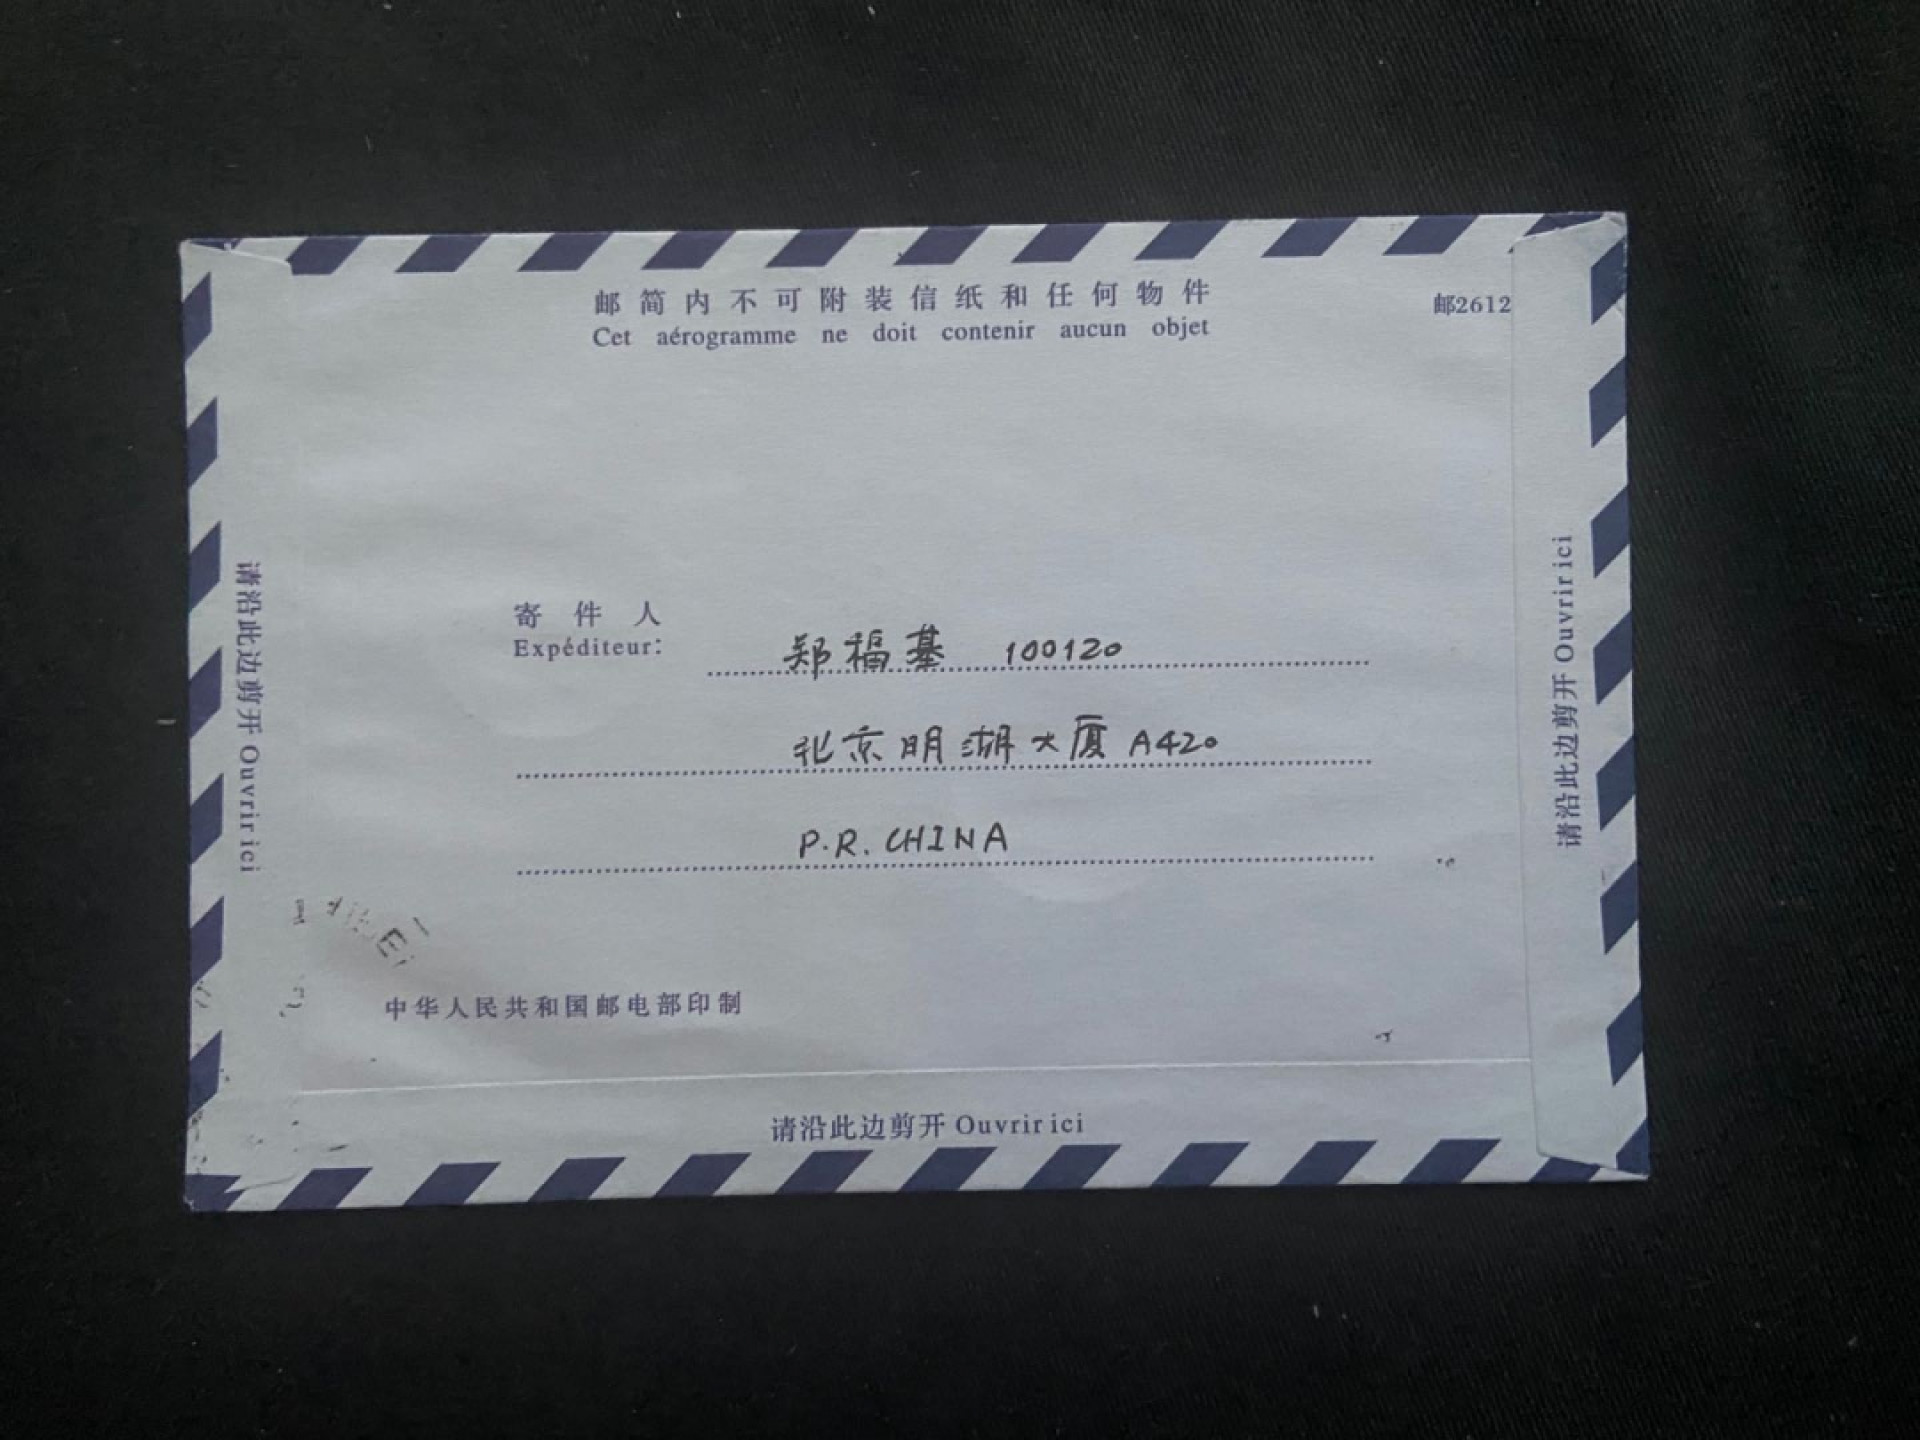 邮简内不可附装信纸和任何物件
Cet aérogramme ne doit contenir aucun objet
邮2612
请沿此边剪开 Ouvrir ici
寄件人
Expéditeur:
郑福基 100120
北京明湖大厦 A420
P.R. CHINA
请沿此边剪开 Ouvrir ici
中华人民共和国邮电部印制
请沿此边剪开 Ouvrir ici